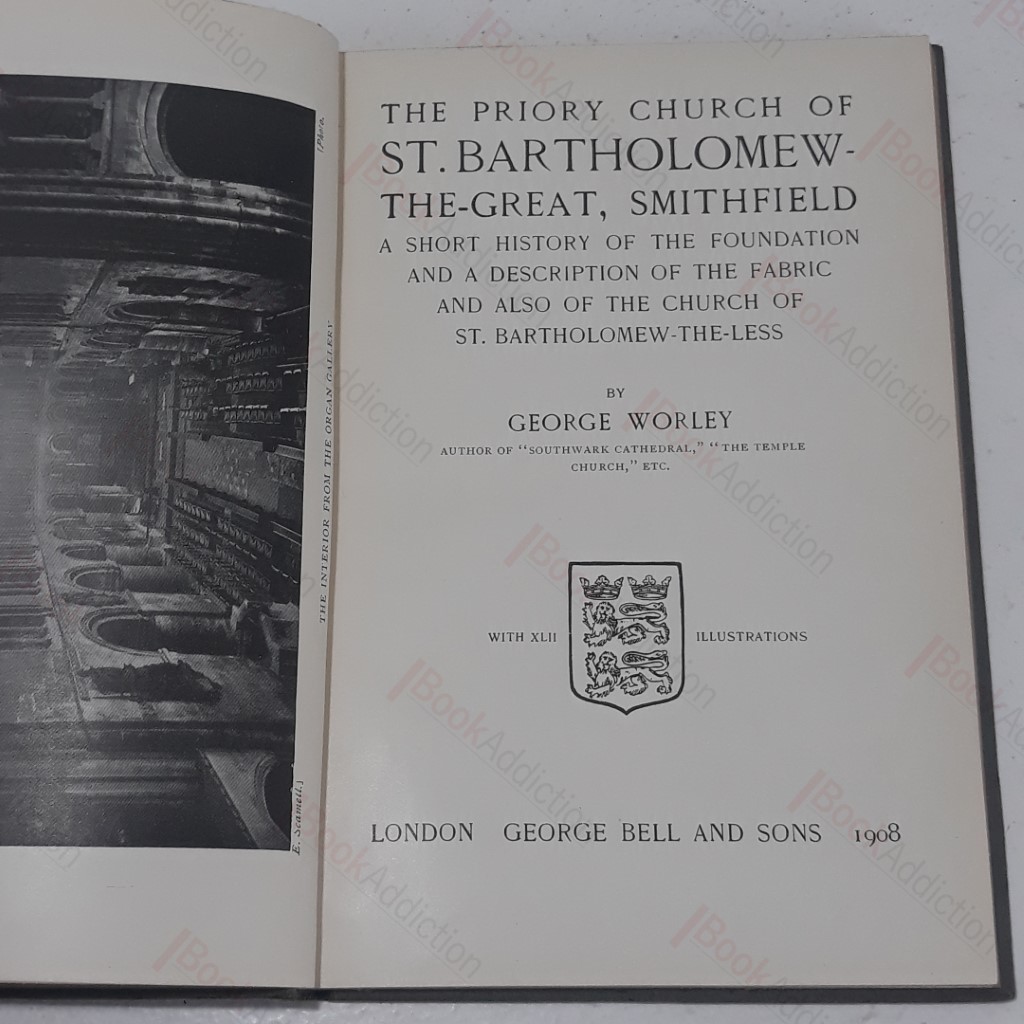 THE PRIORY CHURCH OF
ST. BARTHOLOMEW-
THE-GREAT, SMITHFIELD
A SHORT HISTORY OF THE FOUNDATION
AND A DESCRIPTION OF THE FABRIC
AND ALSO OF THE CHURCH OF
ST. BARTHOLOMEW-THE-LESS
BY
GEORGE WORLEY
AUTHOR OF "SOUTHWARK CATHEDRAL," "THE TEMPLE
CHURCH," ETC.
WITH XLII ILLUSTRATIONS
LONDON GEORGE BELL AND SONS 1908
E. Scamell.]
[Photo.
THE INTERIOR FROM THE ORGAN GALLERY
BookAddiction